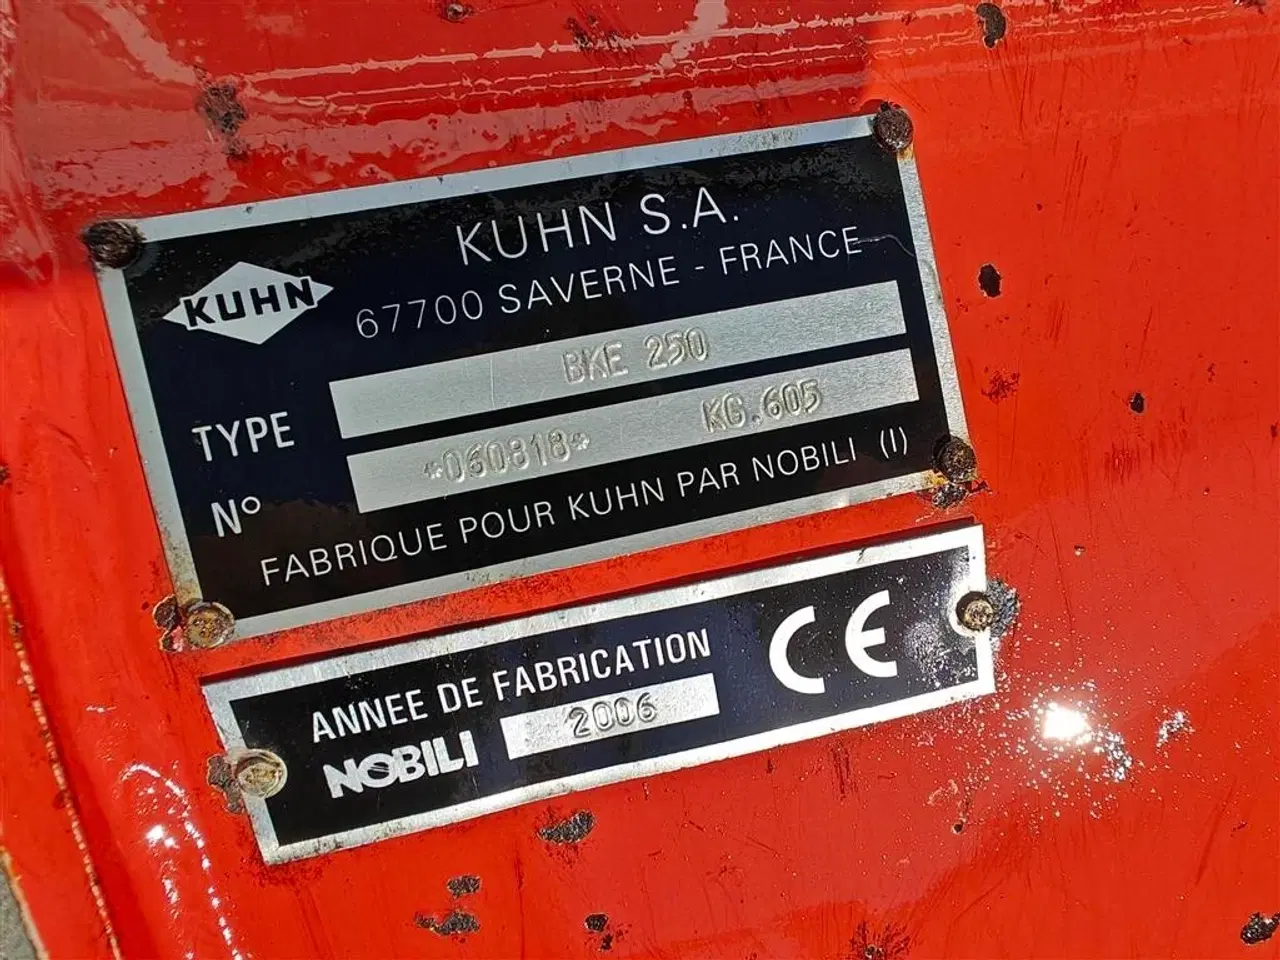 KUHN S.A.
KUHN
67700 SAVERNE - FRANCE
TYPE BKE 250
N° *060818* KG.605
FABRIQUE POUR KUHN PAR NOBILI (I)
ANNEE DE FABRICATION
NOBILI 2006
CE